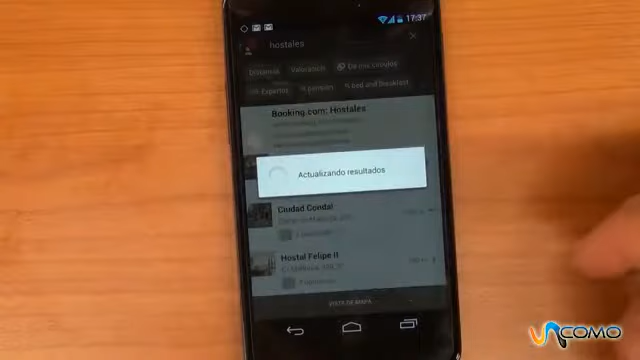 17:37
hostales
Distancia Valoración De mis círculos
Expertos pensión bed and breakfast
Booking.com: Hostales
Actualizando resultados
Ciudad Condal
Hostal Felipe II
VISTA DE MAPA
UNCOMO